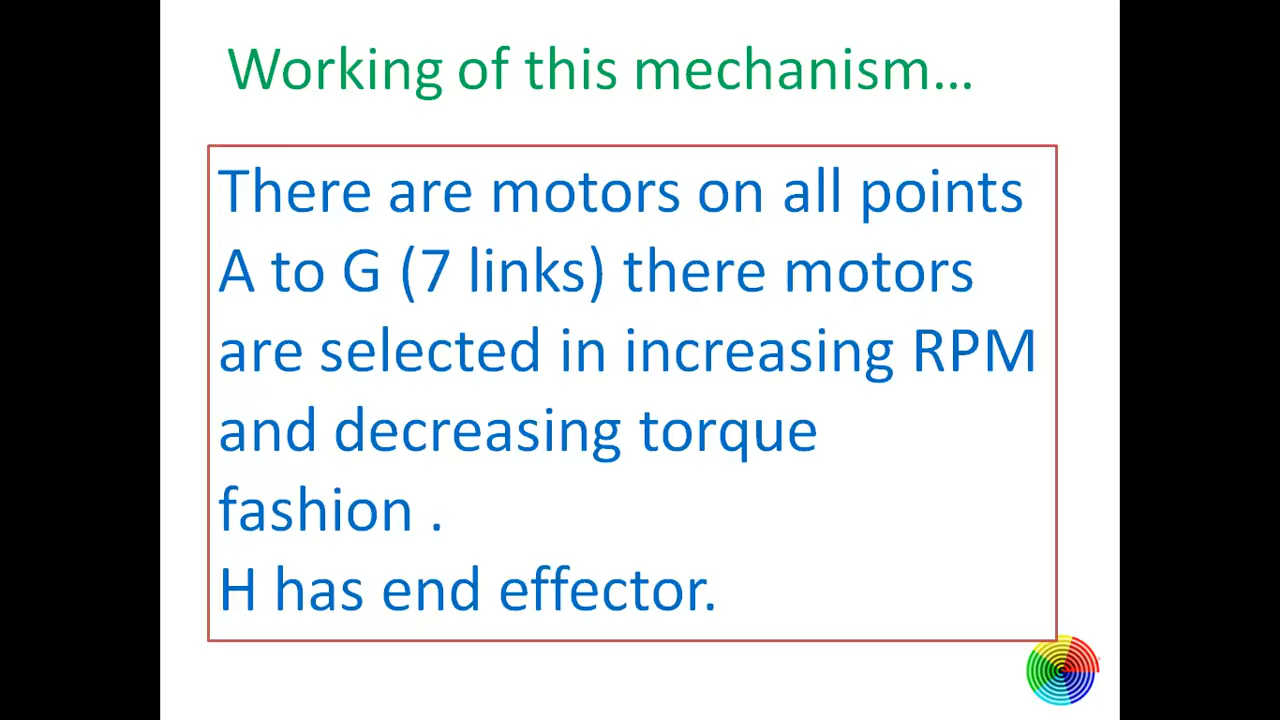 Working of this mechanism...
There are motors on all points
A to G (7 links) there motors
are selected in increasing RPM
and decreasing torque
fashion .
H has end effector.